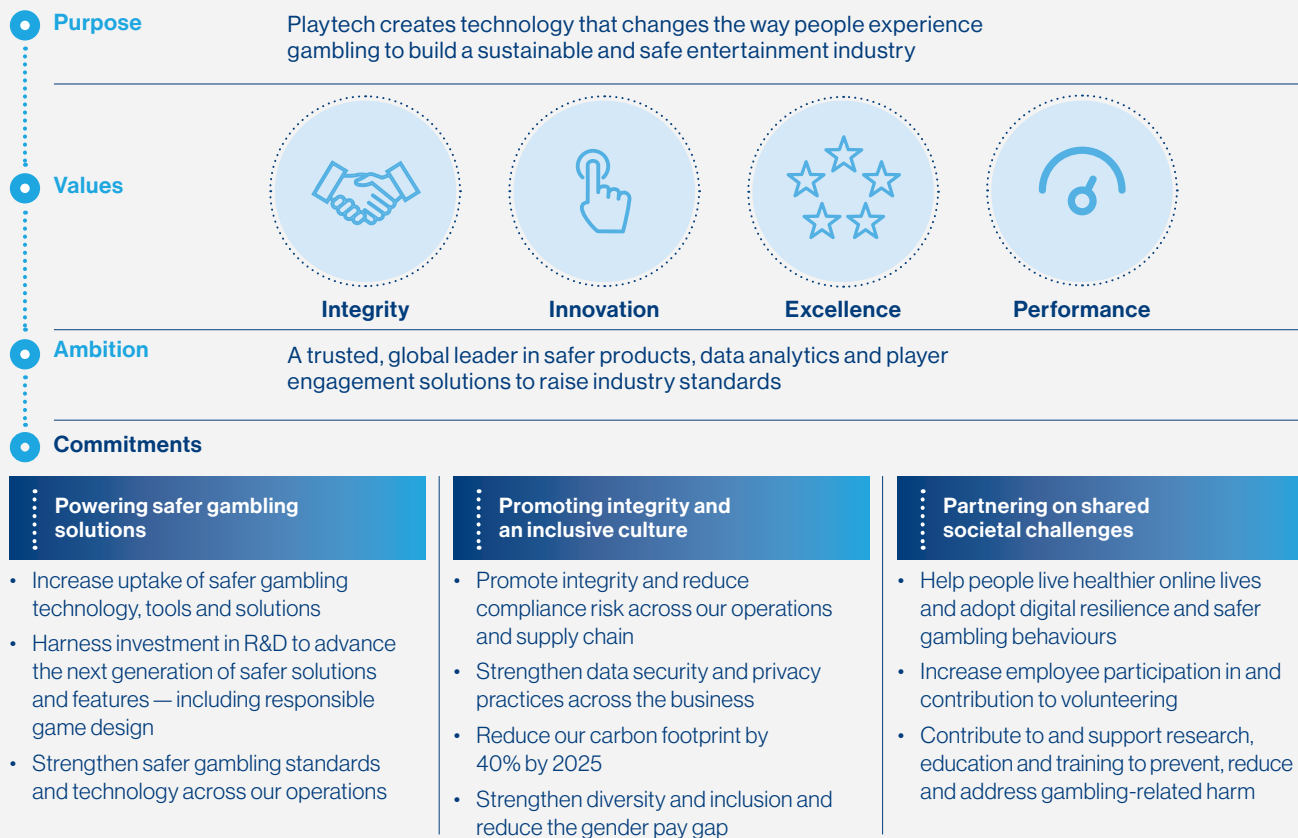 Purpose
Playtech creates technology that changes the way people experience
gambling to build a sustainable and safe entertainment industry
Values
Integrity
Innovation
Excellence
Performance
Ambition
A trusted, global leader in safer products, data analytics and player
engagement solutions to raise industry standards
Commitments
Powering safer gambling
solutions
• Increase uptake of safer gambling
technology, tools and solutions
• Harness investment in R&D to advance
the next generation of safer solutions
and features — including responsible
game design
• Strengthen safer gambling standards
and technology across our operations
Promoting integrity and
an inclusive culture
• Promote integrity and reduce
compliance risk across our operations
and supply chain
• Strengthen data security and privacy
practices across the business
• Reduce our carbon footprint by
40% by 2025
• Strengthen diversity and inclusion and
reduce the gender pay gap
Partnering on shared
societal challenges
• Help people live healthier online lives
and adopt digital resilience and safer
gambling behaviours
• Increase employee participation in and
contribution to volunteering
• Contribute to and support research,
education and training to prevent, reduce
and address gambling-related harm